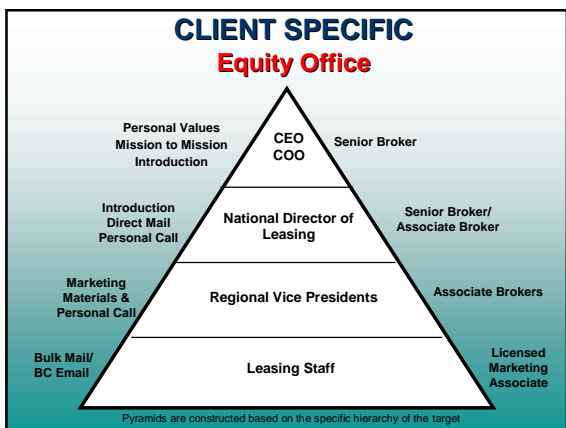 CLIENT SPECIFIC
Equity Office
Personal Values
Mission to Mission
Introduction
CEO
COO
Senior Broker
Introduction
Direct Mail
Personal Call
National Director of
Leasing
Senior Broker/
Associate Broker
Marketing
Materials &
Personal Call
Regional Vice Presidents
Associate Brokers
Bulk Mail/
BC Email
Leasing Staff
Licensed
Marketing
Associate
Pyramids are constructed based on the specific hierarchy of the target